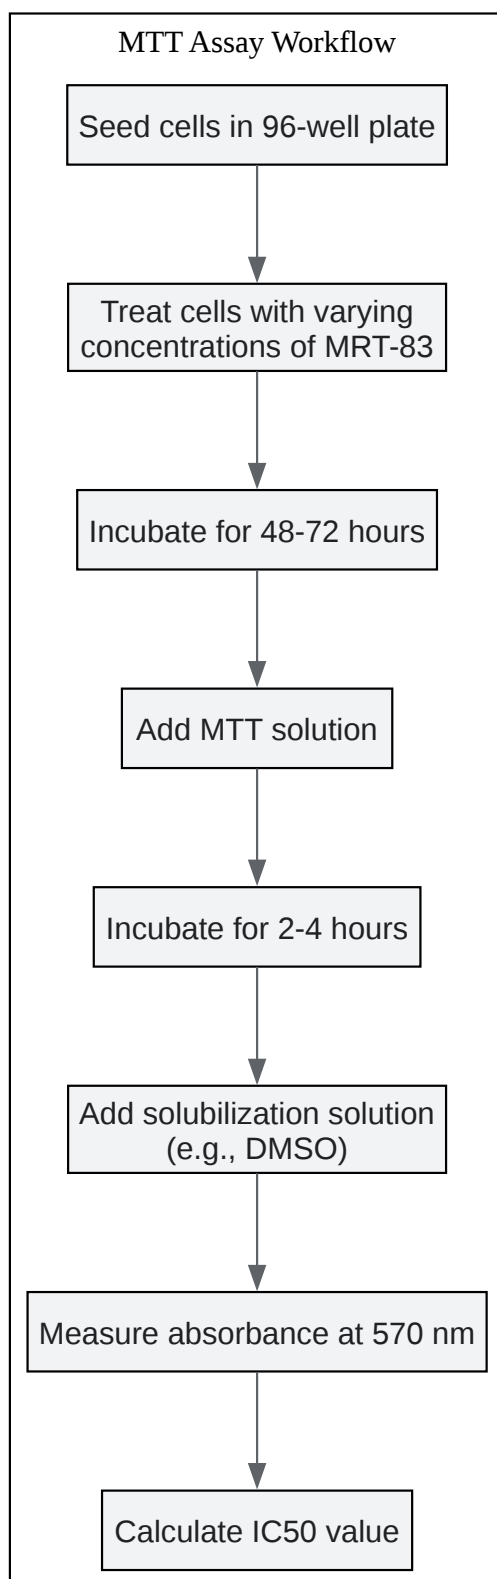 MTT Assay Workflow
Seed cells in 96-well plate
Treat cells with varying
concentrations of MRT-83
Incubate for 48-72 hours
Add MTT solution
Incubate for 2-4 hours
Add solubilization solution
(e.g., DMSO)
Measure absorbance at 570 nm
Calculate IC50 value